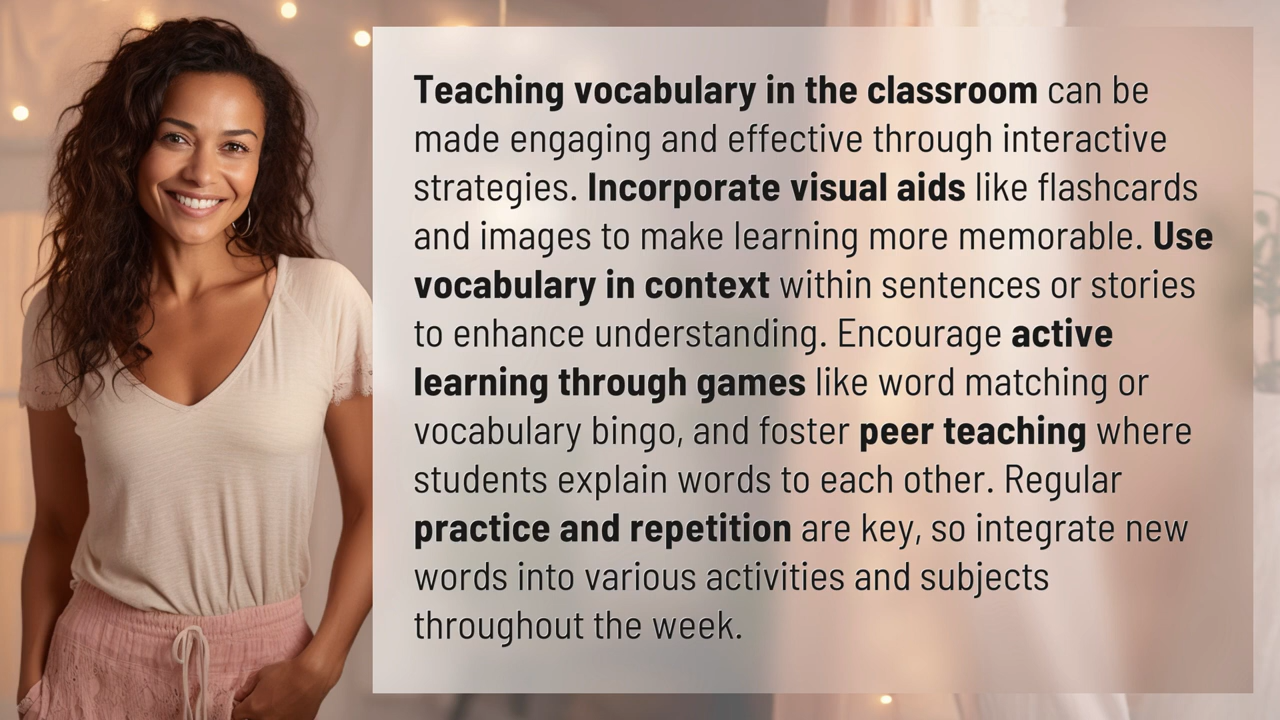 Teaching vocabulary in the classroom can be
made engaging and effective through interactive
strategies. Incorporate visual aids like flashcards
and images to make learning more memorable. Use
vocabulary in context within sentences or stories
to enhance understanding. Encourage active
learning through games like word matching or
vocabulary bingo, and foster peer teaching where
students explain words to each other. Regular
practice and repetition are key, so integrate new
words into various activities and subjects
throughout the week.